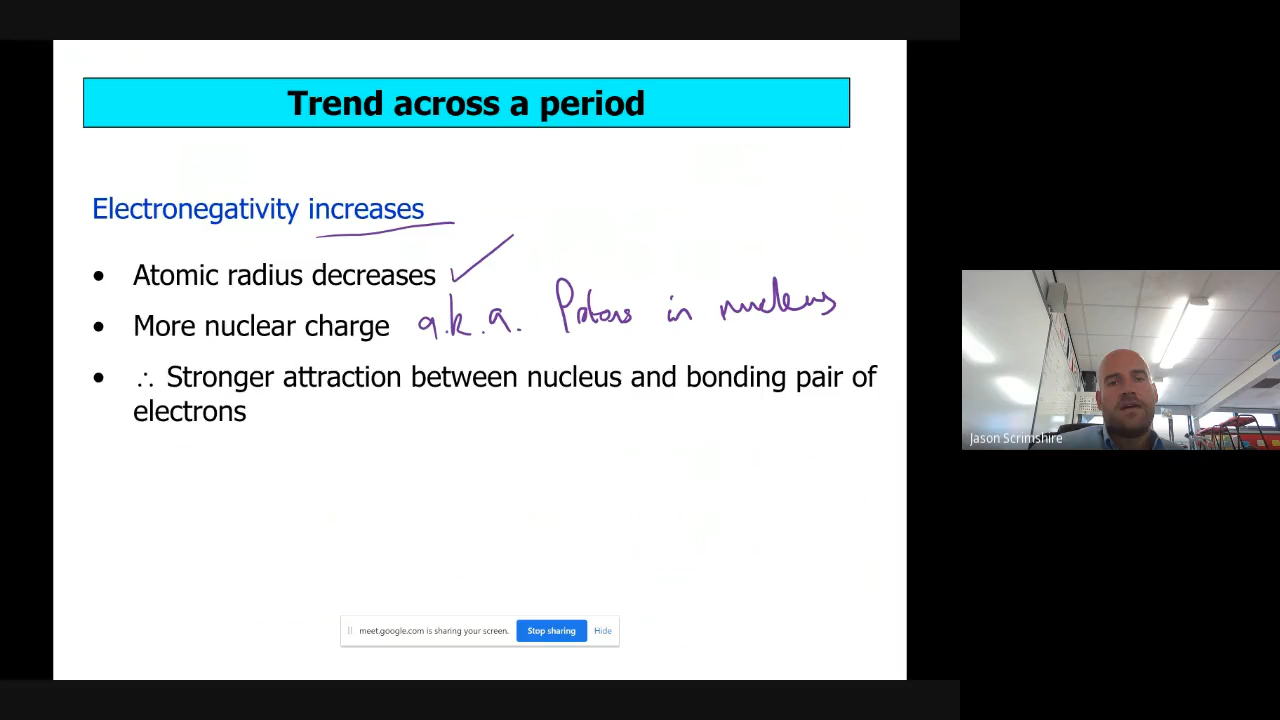 Trend across a period
Electronegativity increases
• Atomic radius decreases ✓
• More nuclear charge a.k.a. Protons in nucleus
• ∴ Stronger attraction between nucleus and bonding pair of
electrons
Jason Scrimshire
meet.google.com is sharing your screen. Stop sharing Hide